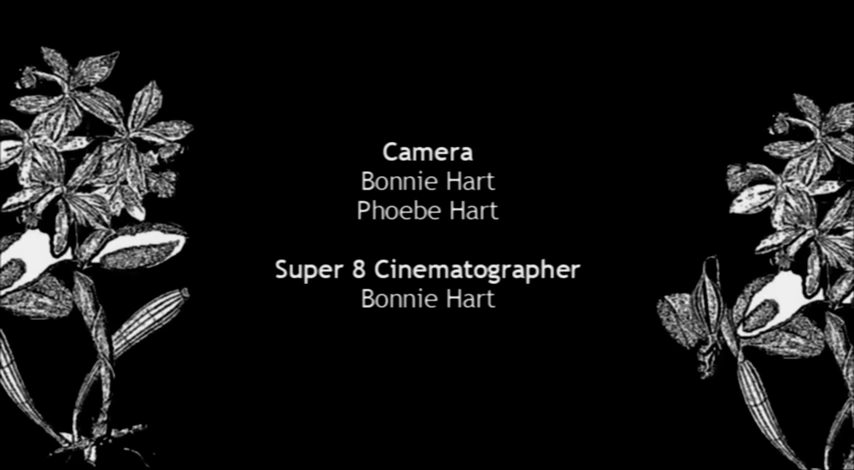 Camera
Bonnie Hart
Phoebe Hart
Super 8 Cinematographer
Bonnie Hart